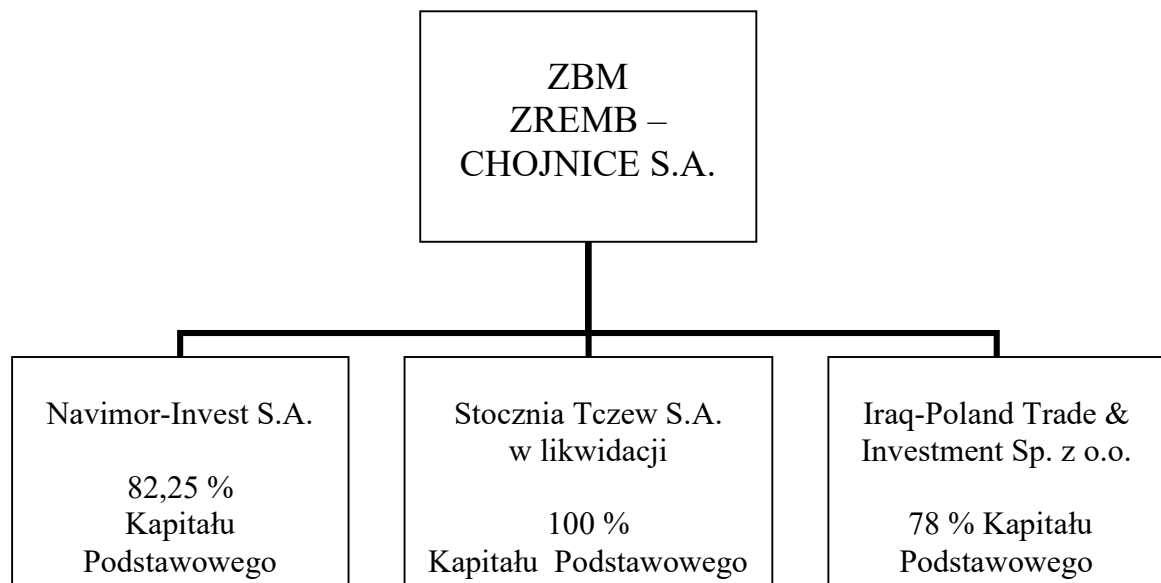 ZBM
ZREMB –
CHOJNICE S.A.
Navimor-Invest S.A.
82,25 %
Kapitału
Podstawowego
Stocznia Tczew S.A.
w likwidacji
100 %
Kapitału Podstawowego
Iraq-Poland Trade &
Investment Sp. z o.o.
78 % Kapitału
Podstawowego